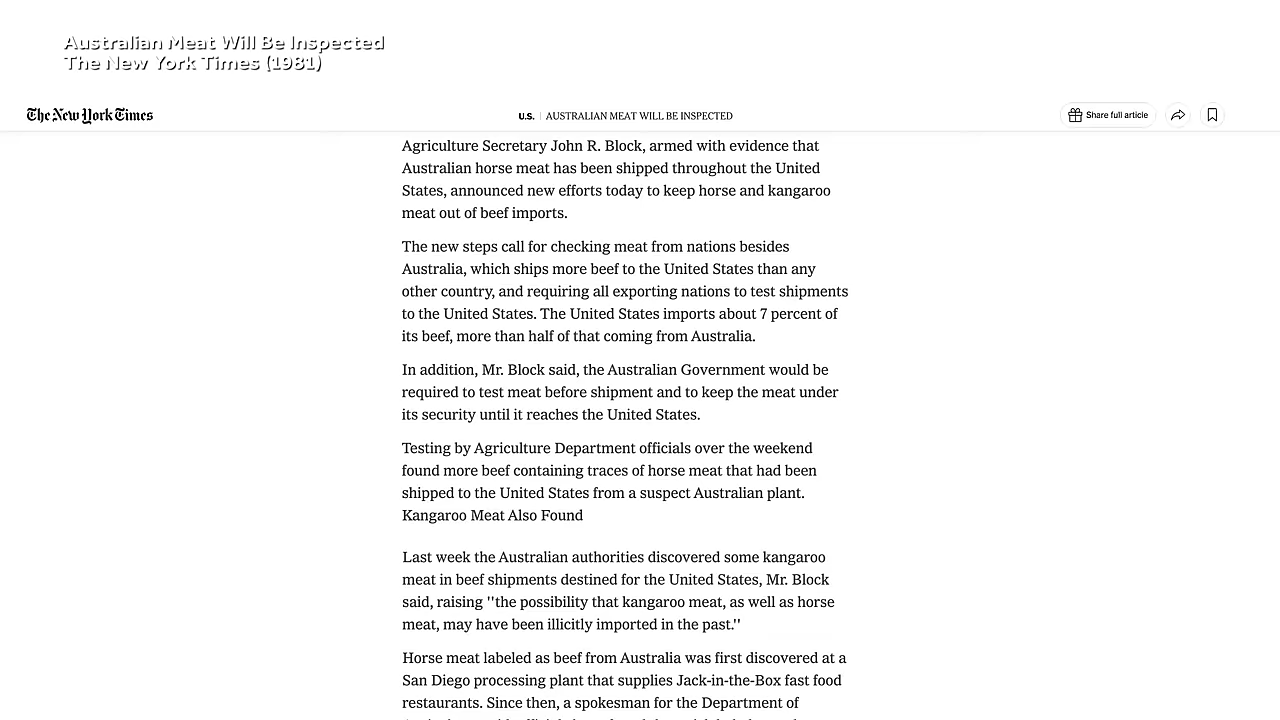 Australian Meat Will Be Inspected
The New York Times (1981)
The New York Times
U.S. | AUSTRALIAN MEAT WILL BE INSPECTED
Share full article
Agriculture Secretary John R. Block, armed with evidence that
Australian horse meat has been shipped throughout the United
States, announced new efforts today to keep horse and kangaroo
meat out of beef imports.
The new steps call for checking meat from nations besides
Australia, which ships more beef to the United States than any
other country, and requiring all exporting nations to test shipments
to the United States. The United States imports about 7 percent of
its beef, more than half of that coming from Australia.
In addition, Mr. Block said, the Australian Government would be
required to test meat before shipment and to keep the meat under
its security until it reaches the United States.
Testing by Agriculture Department officials over the weekend
found more beef containing traces of horse meat that had been
shipped to the United States from a suspect Australian plant.
Kangaroo Meat Also Found
Last week the Australian authorities discovered some kangaroo
meat in beef shipments destined for the United States, Mr. Block
said, raising ''the possibility that kangaroo meat, as well as horse
meat, may have been illicitly imported in the past.''
Horse meat labeled as beef from Australia was first discovered at a
San Diego processing plant that supplies Jack-in-the-Box fast food
restaurants. Since then, a spokesman for the Department of